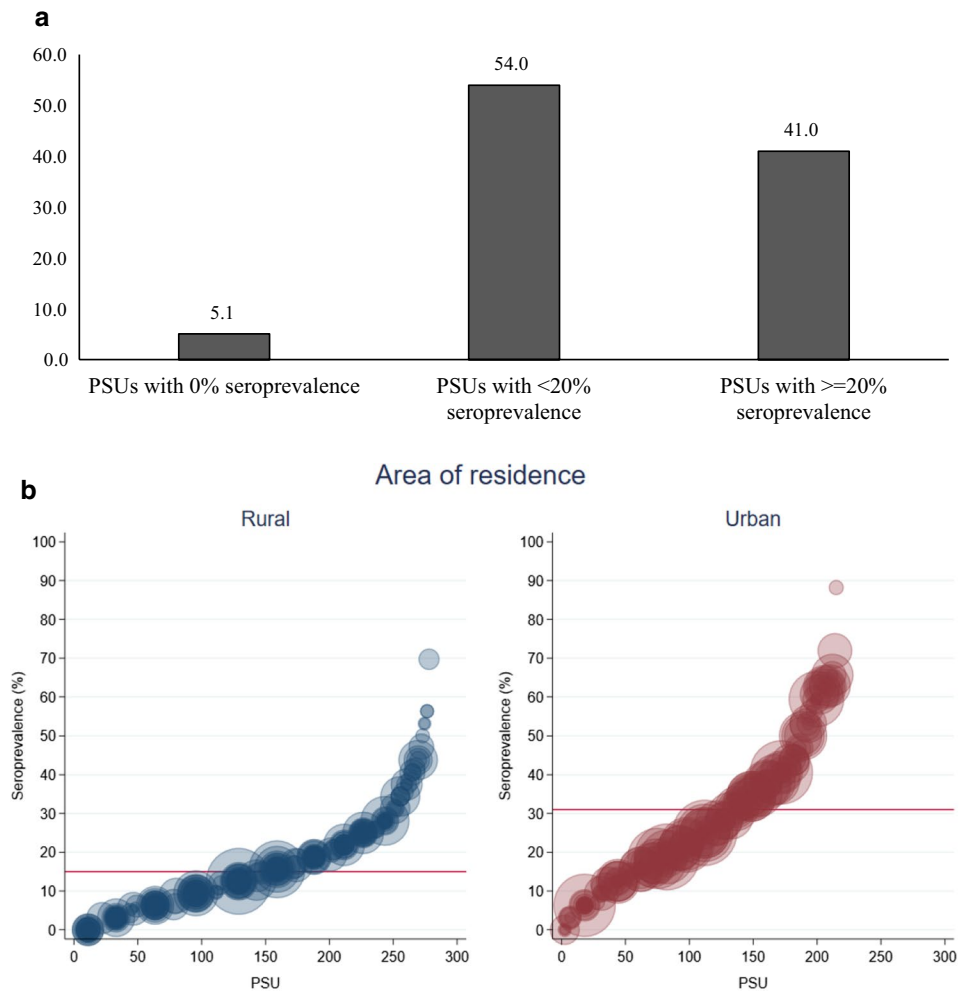 a
60.0
50.0
40.0
30.0
20.0
10.0
0.0
5.1
54.0
41.0
PSUs with 0% seroprevalence
PSUs with <20%
seroprevalence
PSUs with >=20%
seroprevalence
b
Area of residence
Rural
100
90
80
70
60
50
40
30
20
10
0
Seroprevalence (%)
0 50 100 150 200 250 300
PSU
Urban
100
90
80
70
60
50
40
30
20
10
0
Seroprevalence (%)
0 50 100 150 200 250 300
PSU